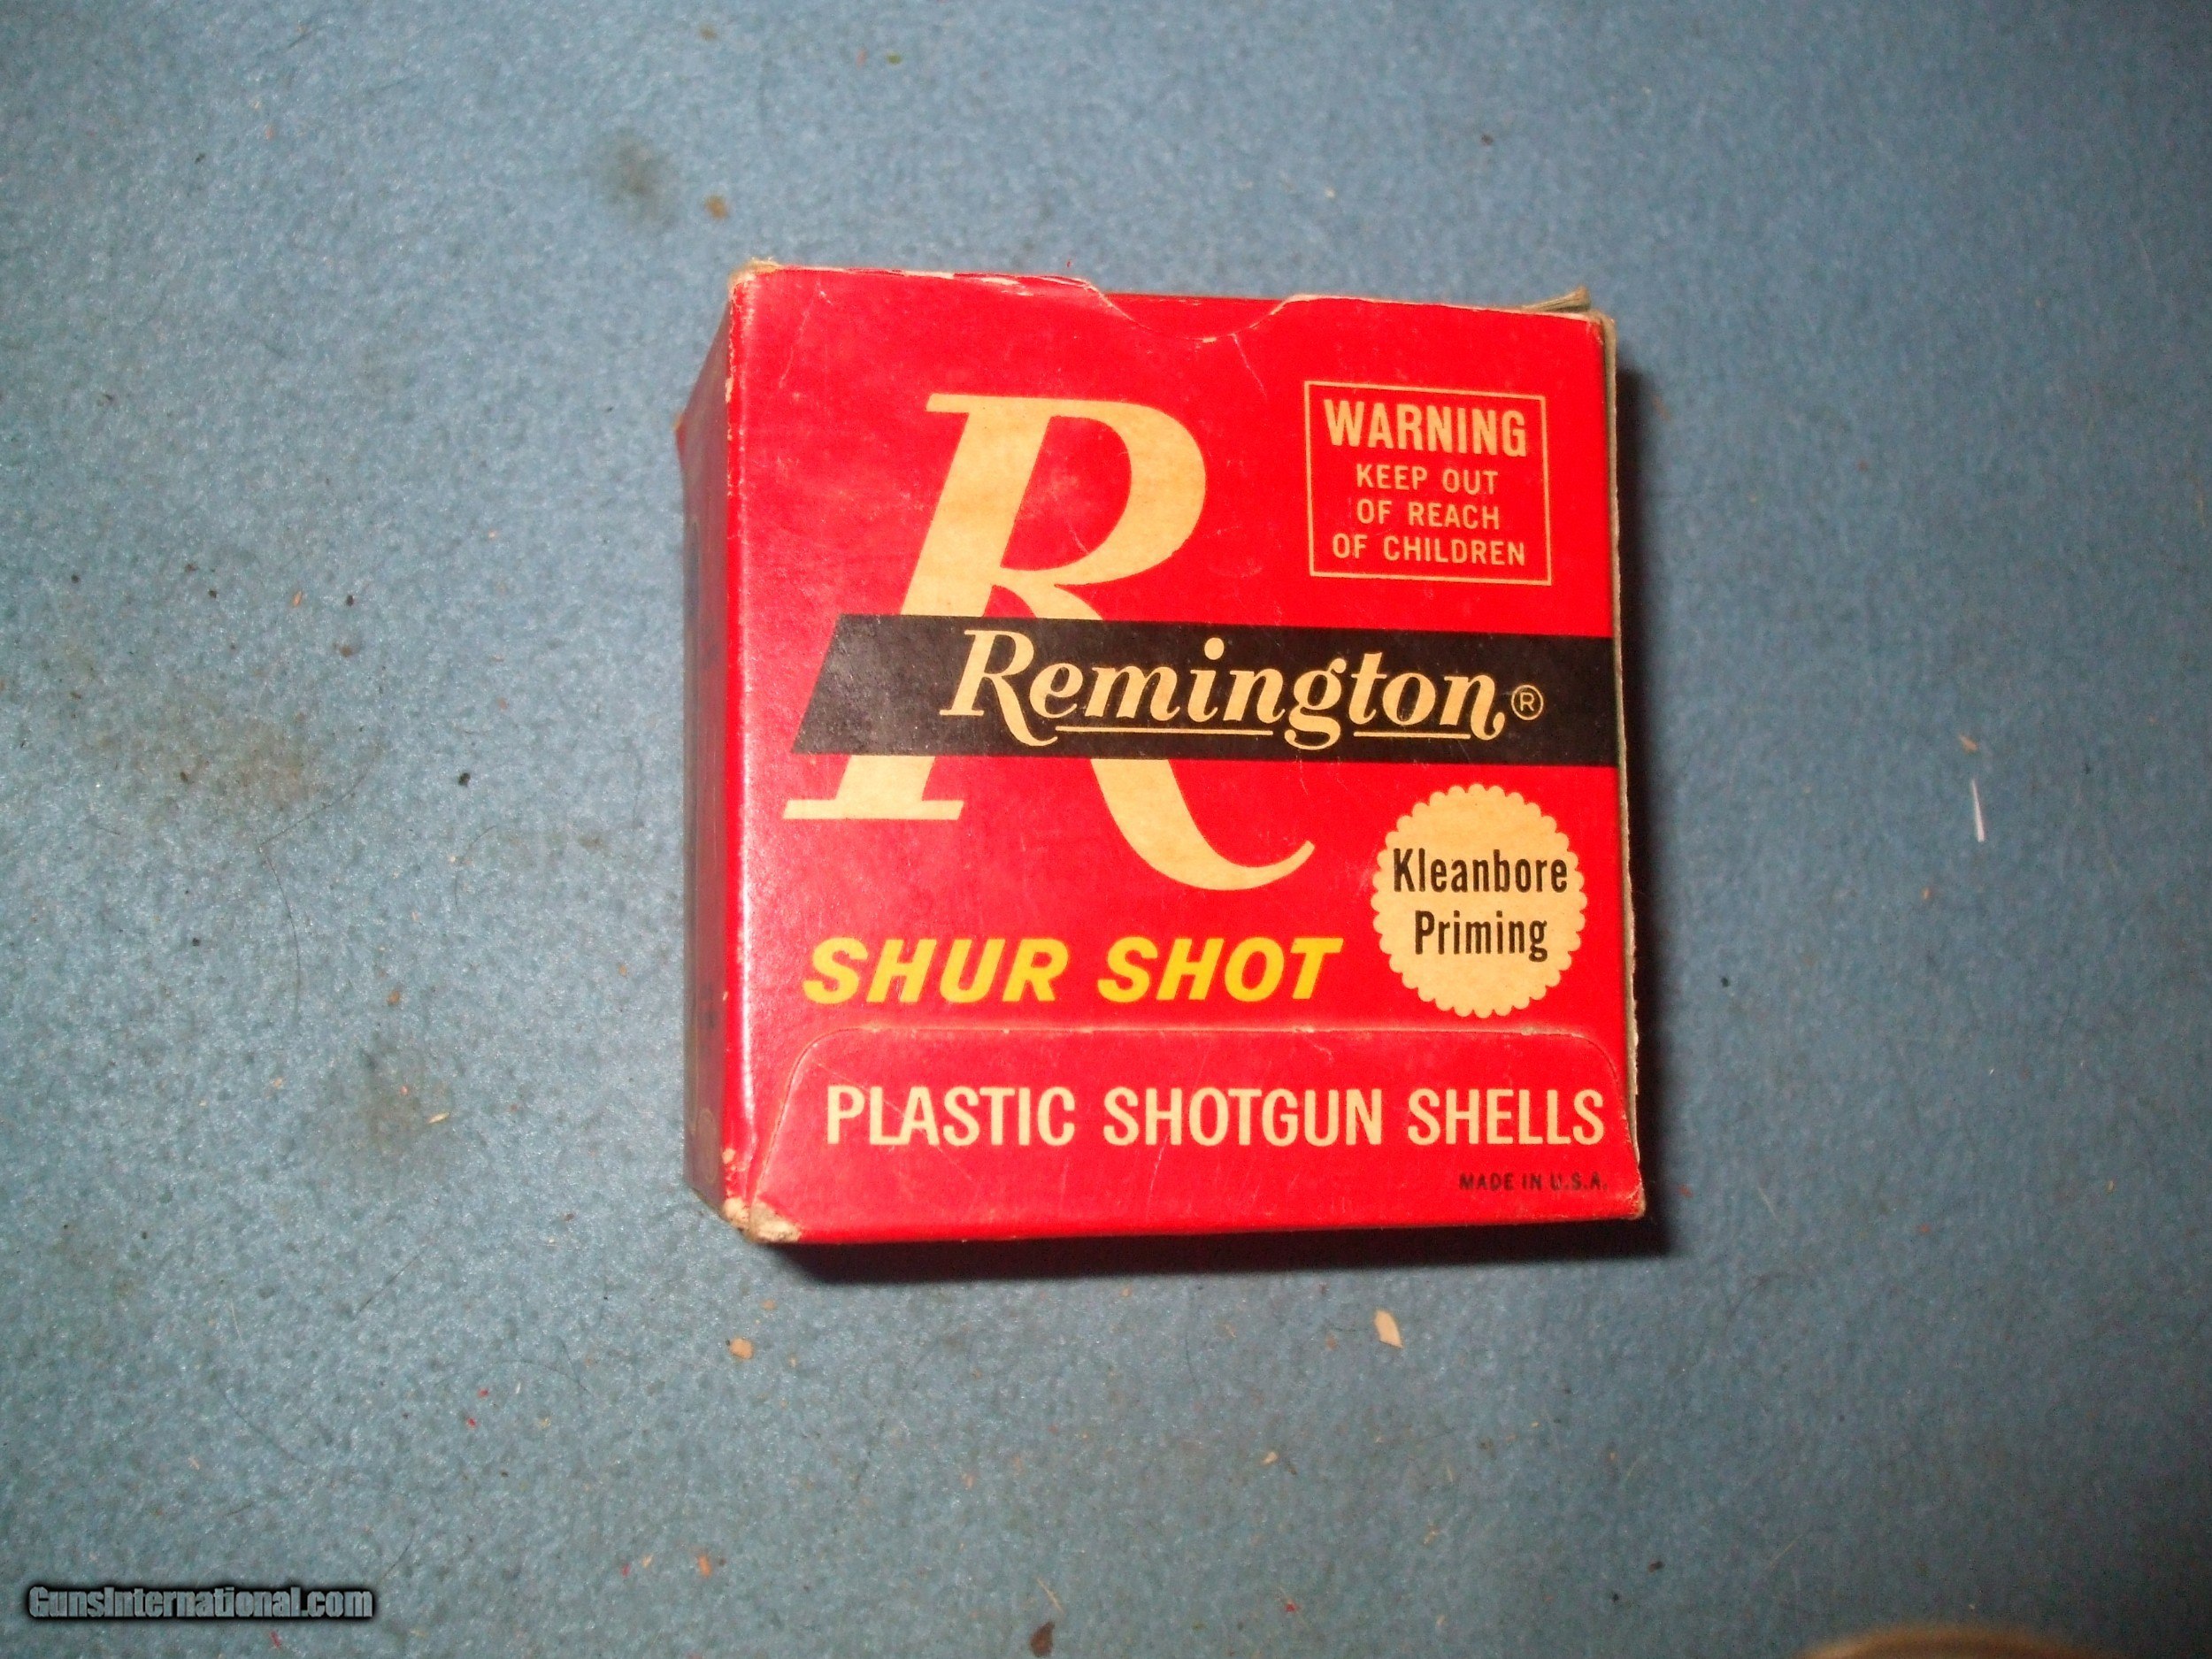 R
WARNING
KEEP OUT
OF REACH
OF CHILDREN
Remington®
Kleanbore
Priming
SHUR SHOT
PLASTIC SHOTGUN SHELLS
MADE IN U.S.A.
GunsInternational.com